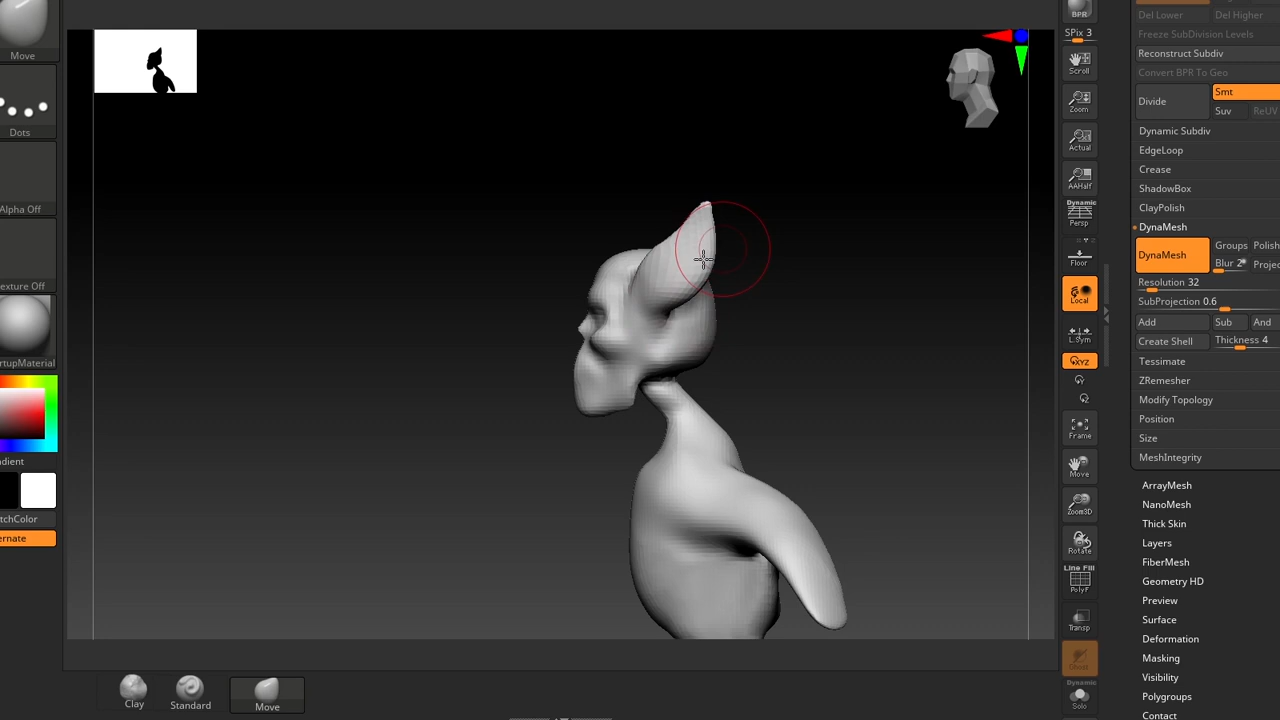 Move
Dots
Alpha Off
exture Off
rtupMaterial
adient
tchColor
ernate
Clay
Standard
Move
BPR
SPix 3
Scroll
Zoom
Actual
AAHalf
Dynamic
Persp
Floor
Local
L.Sym
XYZ
Frame
Move
Zoom3D
Rotate
Line Fill
PolyF
Transp
Ghost
Dynamic
Solo
Del Lower Del Higher
Freeze SubDivision Levels
Reconstruct Subdiv
Convert BPR To Geo
Divide Smt
Suv ReUV
Dynamic Subdiv
EdgeLoop
Crease
ShadowBox
ClayPolish
DynaMesh
DynaMesh Groups Polish
Blur 2 Projec
Resolution 32
SubProjection 0.6
Add Sub And
Create Shell Thickness 4
Tessimate
ZRemesher
Modify Topology
Position
Size
MeshIntegrity
ArrayMesh
NanoMesh
Thick Skin
Layers
FiberMesh
Geometry HD
Preview
Surface
Deformation
Masking
Visibility
Polygroups
Contact